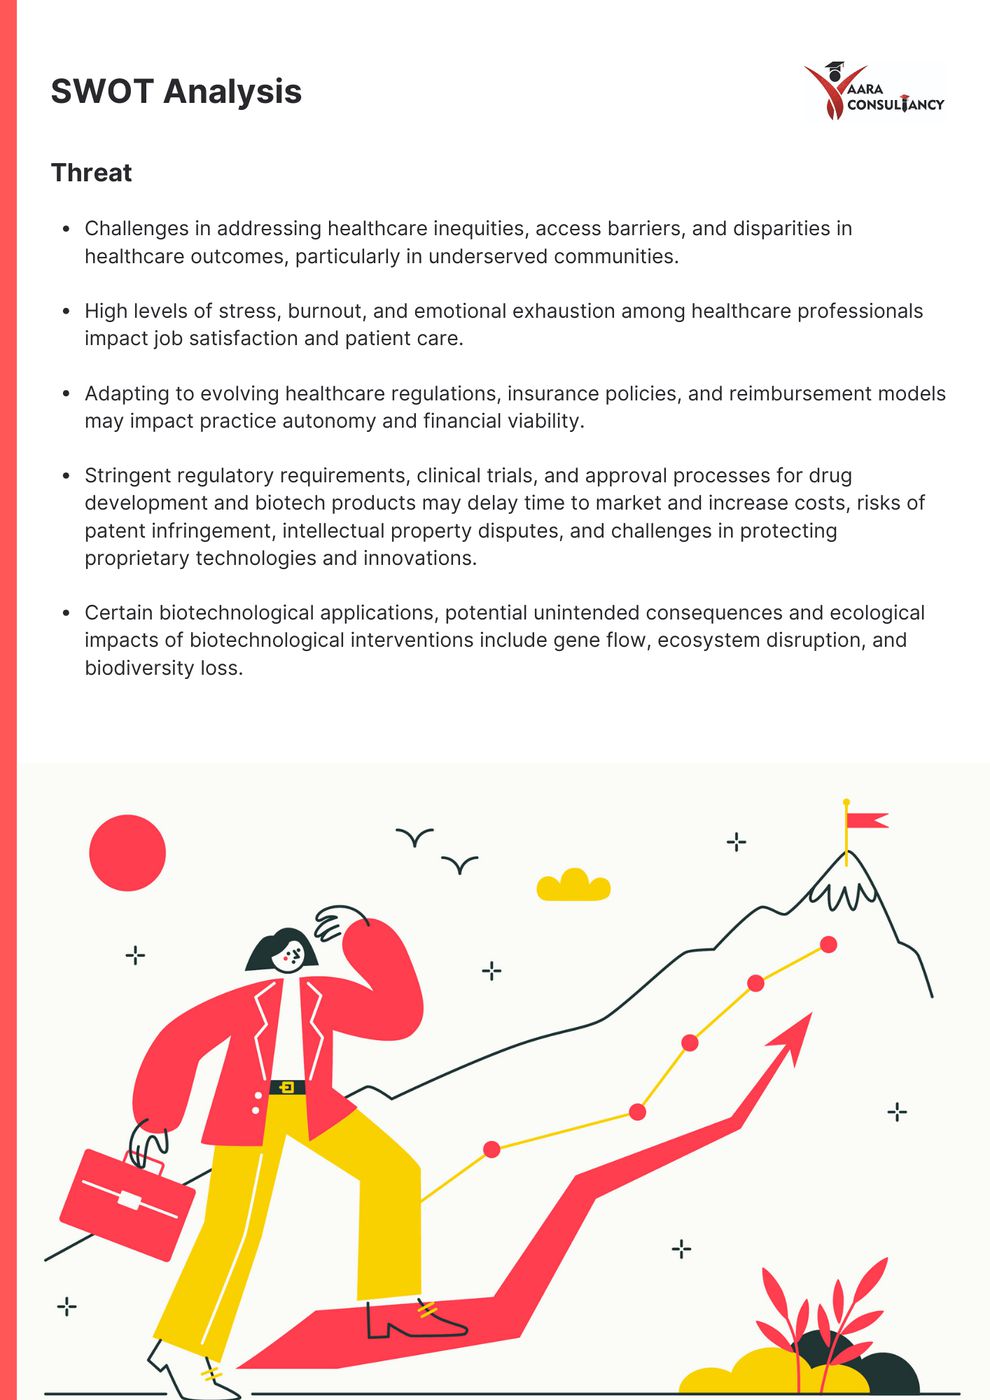 SWOT Analysis
AARA
CONSULTANCY
Threat
• Challenges in addressing healthcare inequities, access barriers, and disparities in
healthcare outcomes, particularly in underserved communities.
• High levels of stress, burnout, and emotional exhaustion among healthcare professionals
impact job satisfaction and patient care.
• Adapting to evolving healthcare regulations, insurance policies, and reimbursement models
may impact practice autonomy and financial viability.
• Stringent regulatory requirements, clinical trials, and approval processes for drug
development and biotech products may delay time to market and increase costs, risks of
patent infringement, intellectual property disputes, and challenges in protecting
proprietary technologies and innovations.
• Certain biotechnological applications, potential unintended consequences and ecological
impacts of biotechnological interventions include gene flow, ecosystem disruption, and
biodiversity loss.